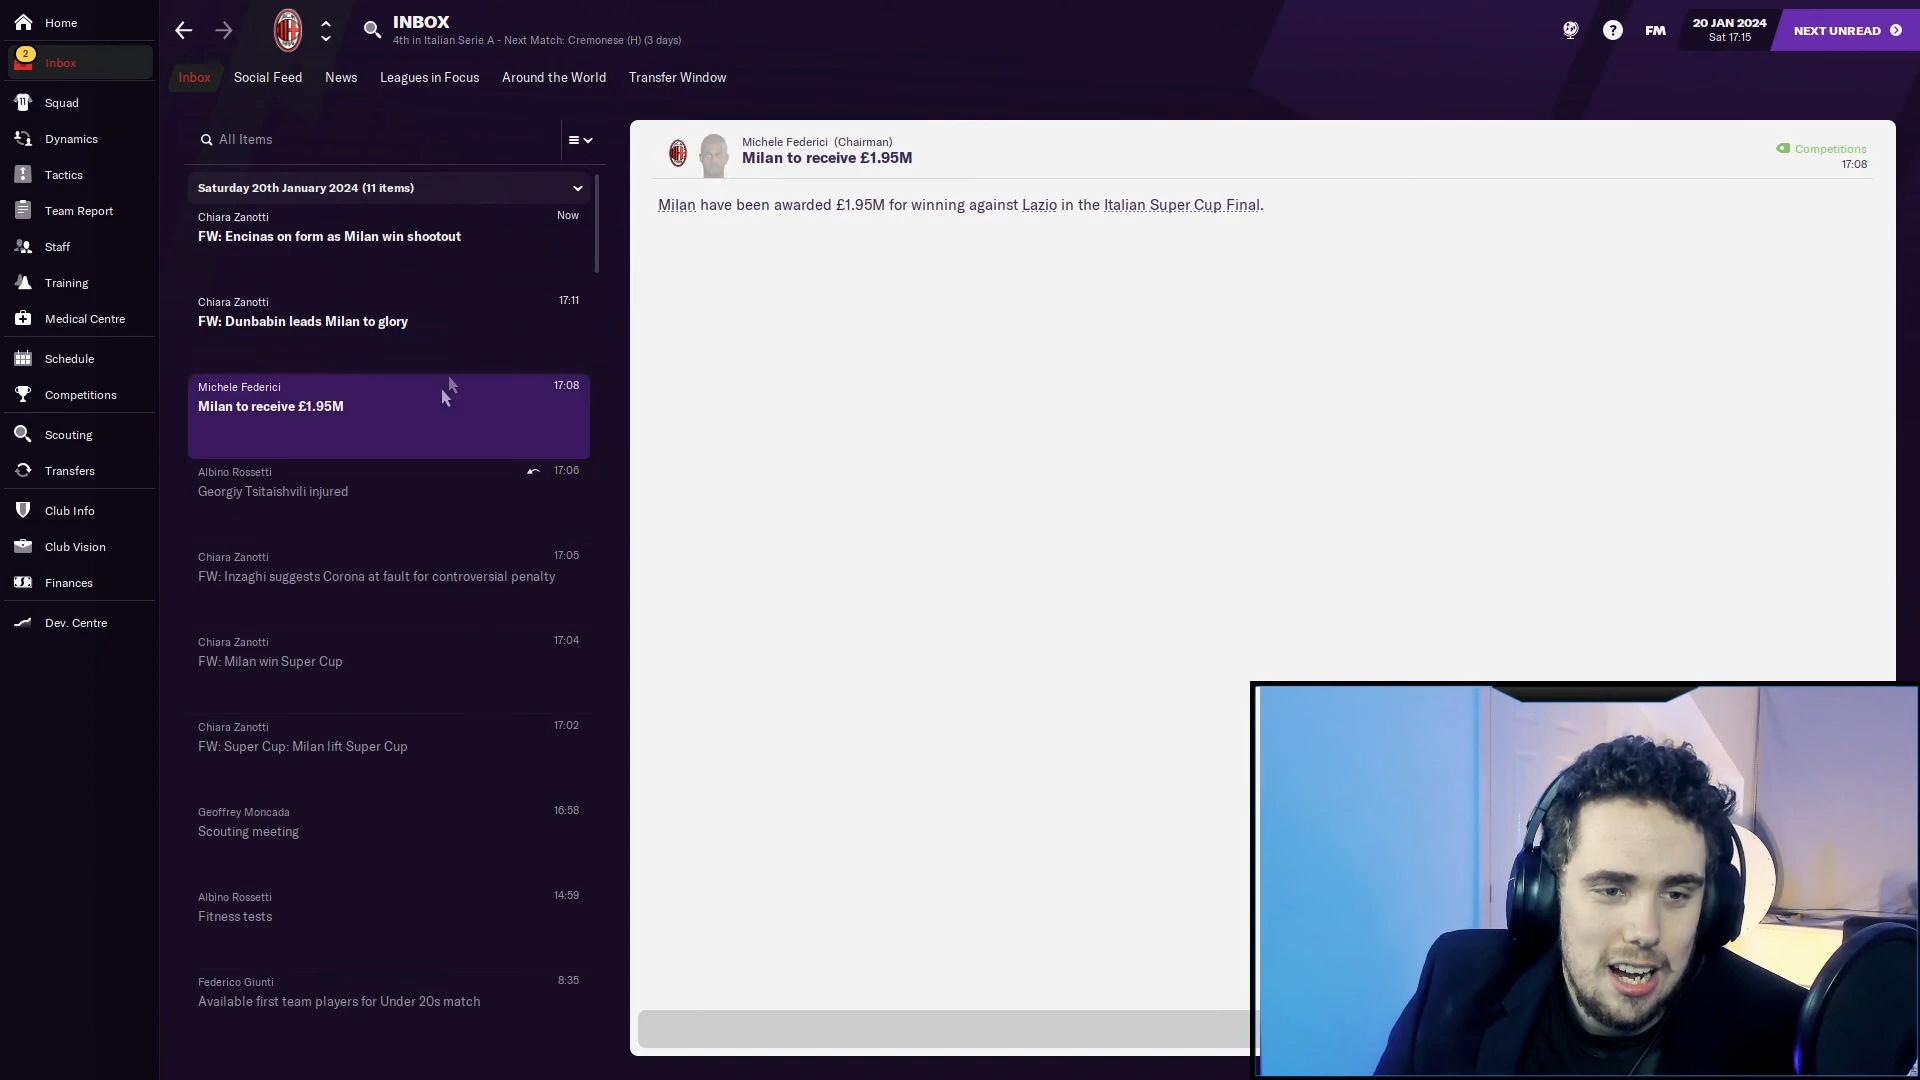 Home
2
Inbox
Squad
Dynamics
Tactics
Team Report
Staff
Training
Medical Centre
Schedule
Competitions
Scouting
Transfers
Club Info
Club Vision
Finances
Dev. Centre
INBOX
4th in Italian Serie A - Next Match: Cremonese (H) (3 days)
FM
20 JAN 2024
Sat 17:15
NEXT UNREAD
Inbox
Social Feed
News
Leagues in Focus
Around the World
Transfer Window
All Items
Saturday 20th January 2024 (11 items)
Chiara Zanotti
Now
FW: Encinas on form as Milan win shootout
Chiara Zanotti
17:11
FW: Dunbabin leads Milan to glory
Michele Federici
17:08
Milan to receive £1.95M
Albino Rossetti
17:06
Georgiy Tsitaishvili injured
Chiara Zanotti
17:05
FW: Inzaghi suggests Corona at fault for controversial penalty
Chiara Zanotti
17:04
FW: Milan win Super Cup
Chiara Zanotti
17:02
FW: Super Cup: Milan lift Super Cup
Geoffrey Moncada
16:58
Scouting meeting
Albino Rossetti
14:59
Fitness tests
Federico Giunti
8:35
Available first team players for Under 20s match
Michele Federici (Chairman)
Milan to receive £1.95M
Competitions
17:08
Milan have been awarded £1.95M for winning against Lazio in the Italian Super Cup Final.